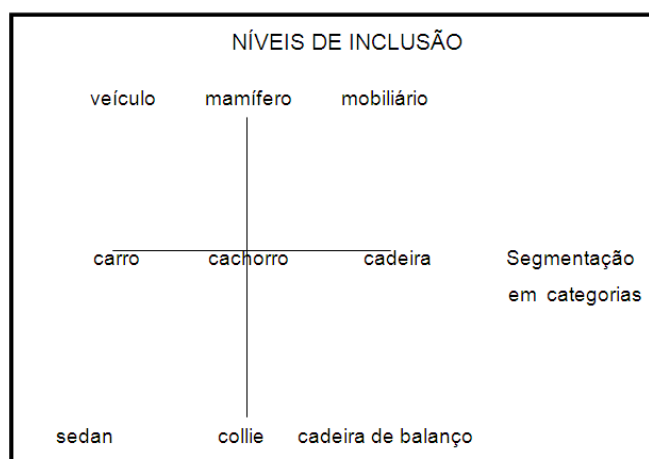 NÍVEIS DE INCLUSÃO
veículo mamífero mobiliário
carro cachorro cadeira Segmentação
em categorias
sedan collie cadeira de balanço